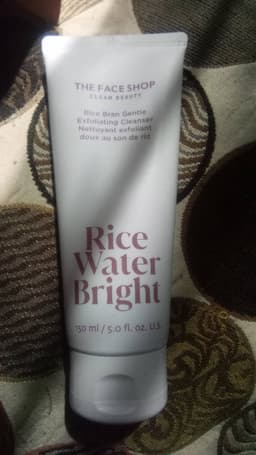 THE FACE SHOP
CLEAN BEAUTY
Rice Bran Gentle
Exfoliating Cleanser
Nettoyant exfoliant
doux au son de riz
Rice
Water
Bright
150 ml / 5.0 fl. oz. U.S.